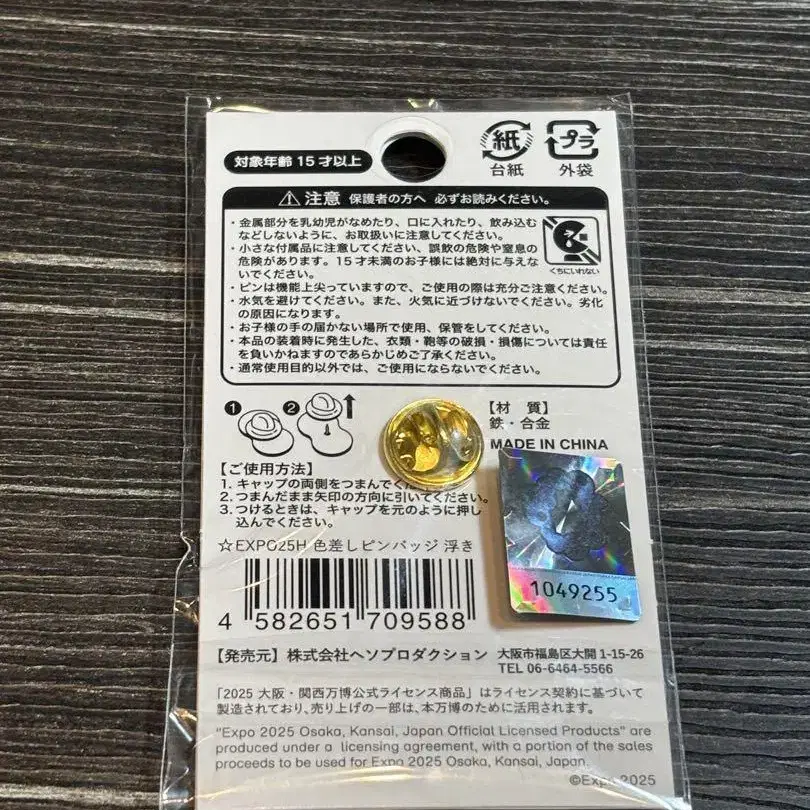 対象年齢 15 才以上
紙
台紙
プラ
外袋
注意 保護者の方へ 必ずお読みください。
・金属部分を乳幼児がなめたり、口に入れたり、飲み込む
などしないように、お取扱いに注意してください。
・小さな付属品に注意してください、誤飲の危険や窒息の
危険があります。15才未満のお子様には絶対に与えな
いでください。
くちにいれない
・ピンは機能上尖っていますので、ご使用の際は充分ご注意ください。
・水気を避けてください。また、火気に近づけないでください。劣化
の原因になります。
・お子様の手の届かない場所で使用、保管をしてください。
・本品の装着時に発生した、衣類・鞄等の破損・損傷については責任
を負いかねますのであらかじめご了承ください。
・通常使用目的以外では、ご使用にならないでください。
1 2
【材 質】
鉄・合金
MADE IN CHINA
【ご使用方法】
1. キャップの両側をつまんでくだ
2. つまんだまま矢印の方向に引いてください。
3. つけるときは、キャップを元のように押し
込んでください。
☆EXPO25H 色差しピンバッジ 浮き
4 582651 709588
1049255
【発売元】株式会社ヘソプロダクション 大阪市福島区大開 1-15-26
TEL 06-6464-5566
「2025 大阪・関西万博公式ライセンス商品」はライセンス契約に基づいて
製造されており、売り上げの一部は、本万博のために活用されます。
"Expo 2025 Osaka, Kansai, Japan Official Licensed Products" are
produced under a licensing agreement, with a portion of the sales
proceeds to be used for Expo 2025 Osaka, Kansai, Japan.
©Expo 2025